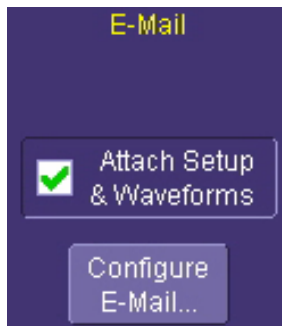 E-Mail
Attach Setup
& Waveforms
Configure
E-Mail...